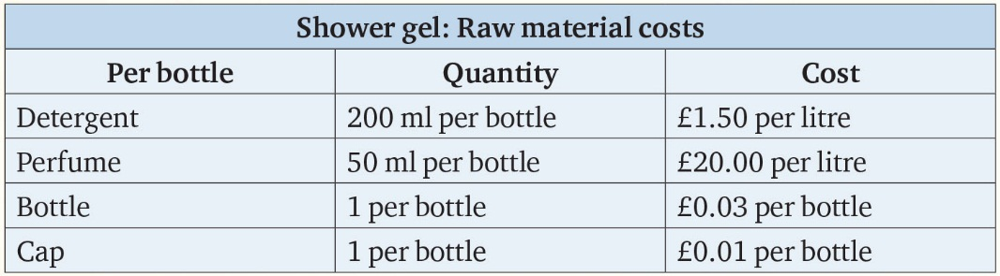 Shower gel: Raw material costs
Per bottle Quantity Cost
Detergent 200 ml per bottle £1.50 per litre
Perfume 50 ml per bottle £20.00 per litre
Bottle 1 per bottle £0.03 per bottle
Cap 1 per bottle £0.01 per bottle